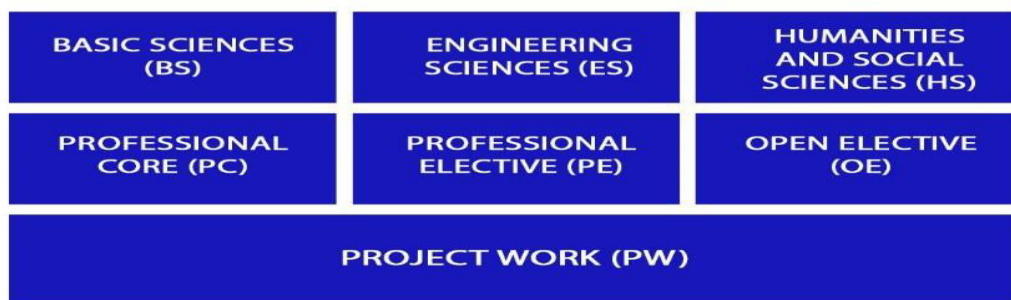 BASIC SCIENCES
(BS)
ENGINEERING
SCIENCES (ES)
HUMANITIES
AND SOCIAL
SCIENCES (HS)
PROFESSIONAL
CORE (PC)
PROFESSIONAL
ELECTIVE (PE)
OPEN ELECTIVE
(OE)
PROJECT WORK (PW)